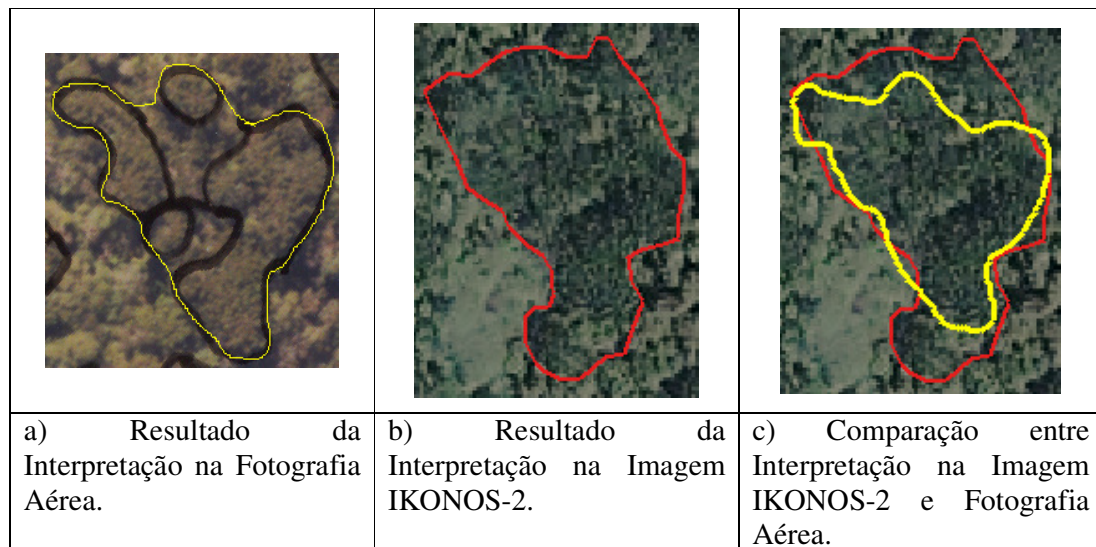 a) Resultado da
Interpretação na Fotografia
Aérea.
b) Resultado da
Interpretação na Imagem
IKONOS-2.
c) Comparação entre
Interpretação na Imagem
IKONOS-2 e Fotografia
Aérea.